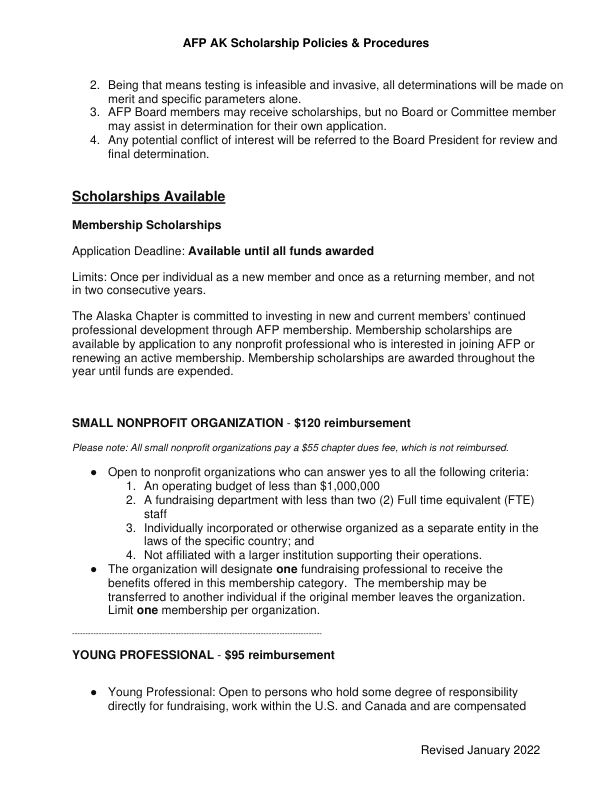 AFP AK Scholarship Policies & Procedures
2. Being that means testing is infeasible and invasive, all determinations will be made on
merit and specific parameters alone.
3. AFP Board members may receive scholarships, but no Board or Committee member
may assist in determination for their own application.
4. Any potential conflict of interest will be referred to the Board President for review and
final determination.
Scholarships Available
Membership Scholarships
Application Deadline: Available until all funds awarded
Limits: Once per individual as a new member and once as a returning member, and not
in two consecutive years.
The Alaska Chapter is committed to investing in new and current members' continued
professional development through AFP membership. Membership scholarships are
available by application to any nonprofit professional who is interested in joining AFP or
renewing an active membership. Membership scholarships are awarded throughout the
year until funds are expended.
SMALL NONPROFIT ORGANIZATION - $120 reimbursement
Please note: All small nonprofit organizations pay a $55 chapter dues fee, which is not reimbursed.
● Open to nonprofit organizations who can answer yes to all the following criteria:
1. An operating budget of less than $1,000,000
2. A fundraising department with less than two (2) Full time equivalent (FTE)
staff
3. Individually incorporated or otherwise organized as a separate entity in the
laws of the specific country; and
4. Not affiliated with a larger institution supporting their operations.
● The organization will designate one fundraising professional to receive the
benefits offered in this membership category. The membership may be
transferred to another individual if the original member leaves the organization.
Limit one membership per organization.
YOUNG PROFESSIONAL - $95 reimbursement
● Young Professional: Open to persons who hold some degree of responsibility
directly for fundraising, work within the U.S. and Canada and are compensated
Revised January 2022